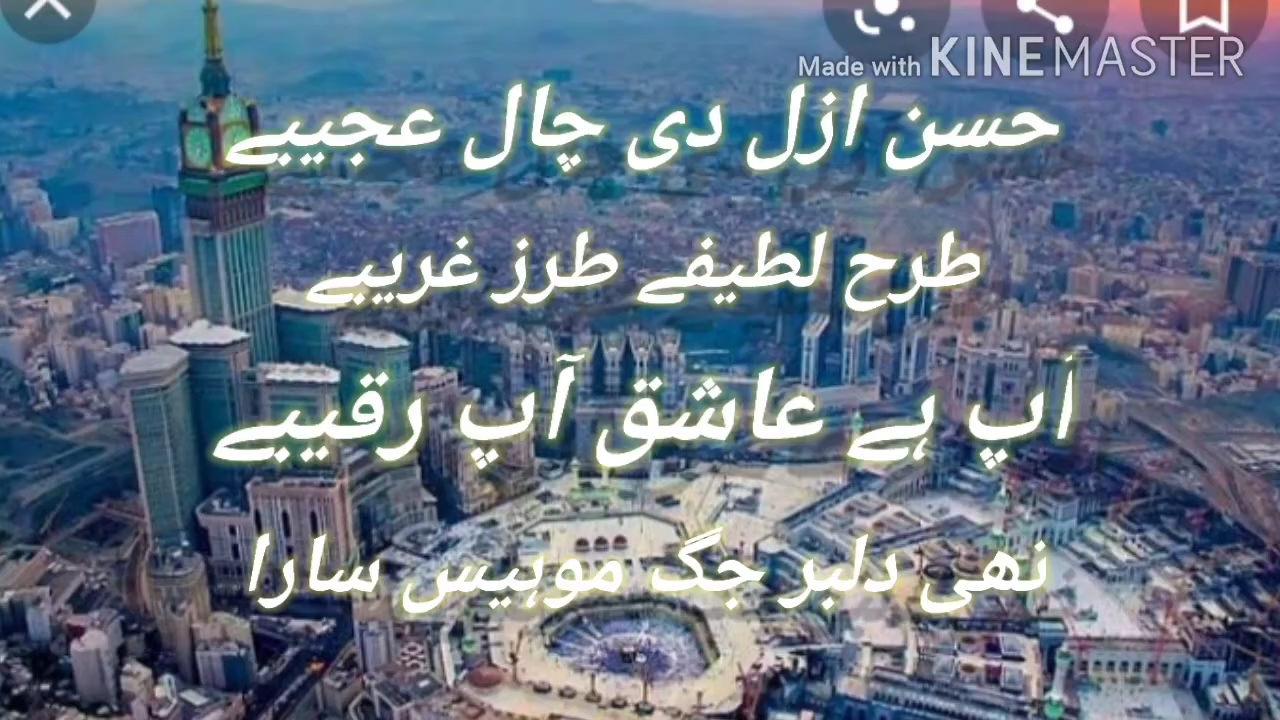 Made with KINEMASTER
حسن ازل دی چال عجیبے
طرح لطیفے طرز غریبے
اَپ ہے عاشق آپ رقیبے
نھی دلبر جگ موہیس سارا